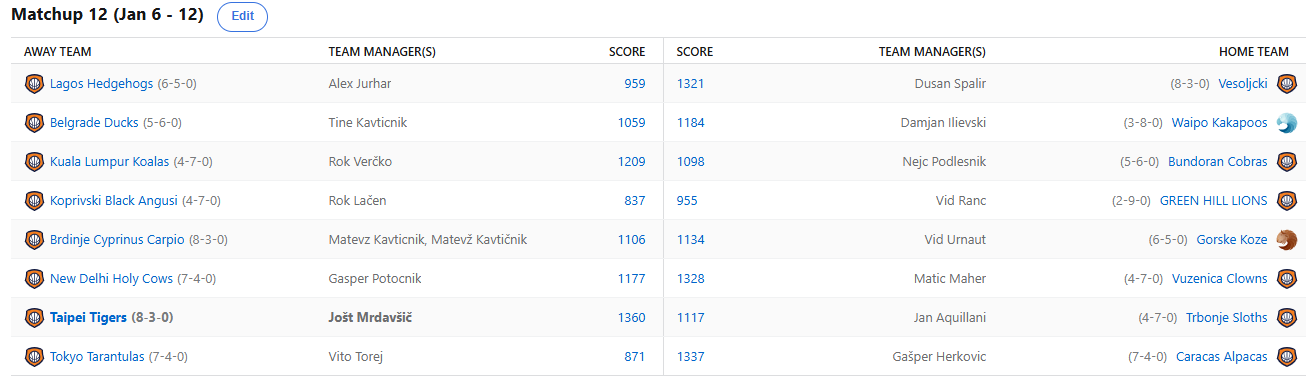 Matchup 12 (Jan 6 - 12) Edit
AWAY TEAM TEAM MANAGER(S) SCORE SCORE TEAM MANAGER(S) HOME TEAM
Lagos Hedgehogs (6-5-0) Alex Jurhar 959 1321 Dusan Spalir (8-3-0) Vesoljcki
Belgrade Ducks (5-6-0) Tine Kavticnik 1059 1184 Damjan Ilievski (3-8-0) Waipo Kakapoos
Kuala Lumpur Koalas (4-7-0) Rok Verčko 1209 1098 Nejc Podlesnik (5-6-0) Bundoran Cobras
Koprivski Black Angusi (4-7-0) Rok Lačen 837 955 Vid Ranc (2-9-0) GREEN HILL LIONS
Brdinje Cyprinus Carpio (8-3-0) Matevz Kavticnik, Matevž Kavtičnik 1106 1134 Vid Urnaut (6-5-0) Gorske Koze
New Delhi Holy Cows (7-4-0) Gasper Potocnik 1177 1328 Matic Maher (4-7-0) Vuzenica Clowns
Taipei Tigers (8-3-0) Jošt Mrdavšič 1360 1117 Jan Aquillani (4-7-0) Trbonje Sloths
Tokyo Tarantulas (7-4-0) Vito Torej 871 1337 Gašper Herkovic (7-4-0) Caracas Alpacas